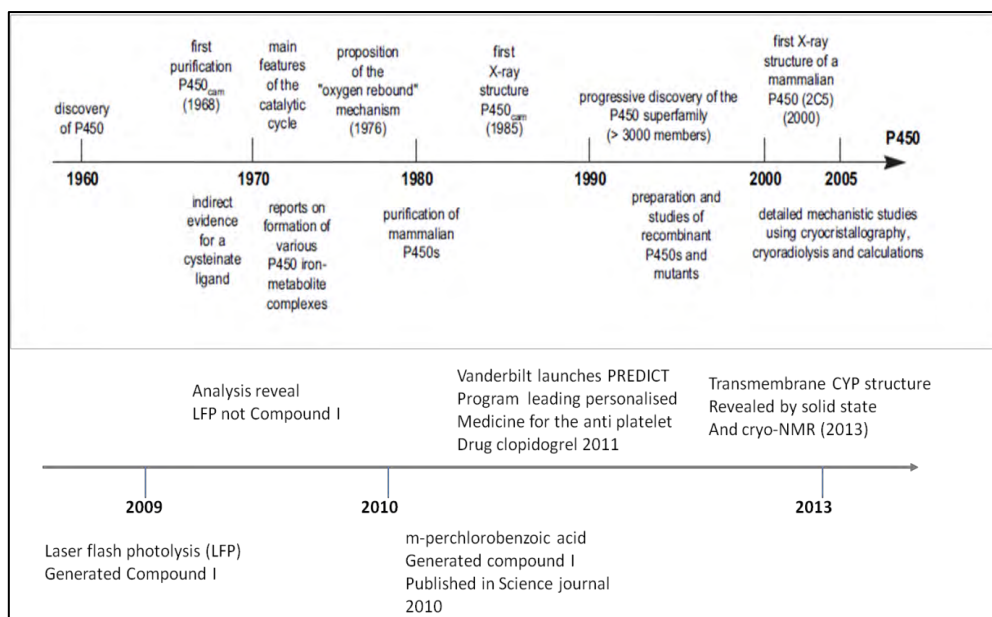 first
purification
P450cam
(1968)
main
features
of the
catalytic
cycle
proposition
of the
"oxygen rebound"
mechanism
(1976)
first
X-ray
structure
P450cam
(1985)
first X-ray
structure of a
mammalian
P450 (2C5)
(2000)
discovery
of P450
progressive discovery of the
P450 superfamily
(> 3000 members)
P450
1960
1970
1980
1990
2000
2005
indirect
evidence
for a
cysteinate
ligand
reports on
formation of
various
P450 iron-
metabolite
complexes
purification of
mammalian
P450s
preparation and
studies of
recombinant
P450s and
mutants
detailed mechanistic studies
using cryocristallography,
cryoradiolysis and calculations
Analysis reveal
LFP not Compound I
Vanderbilt launches PREDICT
Program leading personalised
Medicine for the anti platelet
Drug clopidogrel 2011
Transmembrane CYP structure
Revealed by solid state
And cryo-NMR (2013)
2009
2010
2013
Laser flash photolysis (LFP)
Generated Compound I
m-perchlorobenzoic acid
Generated compound I
Published in Science journal
2010